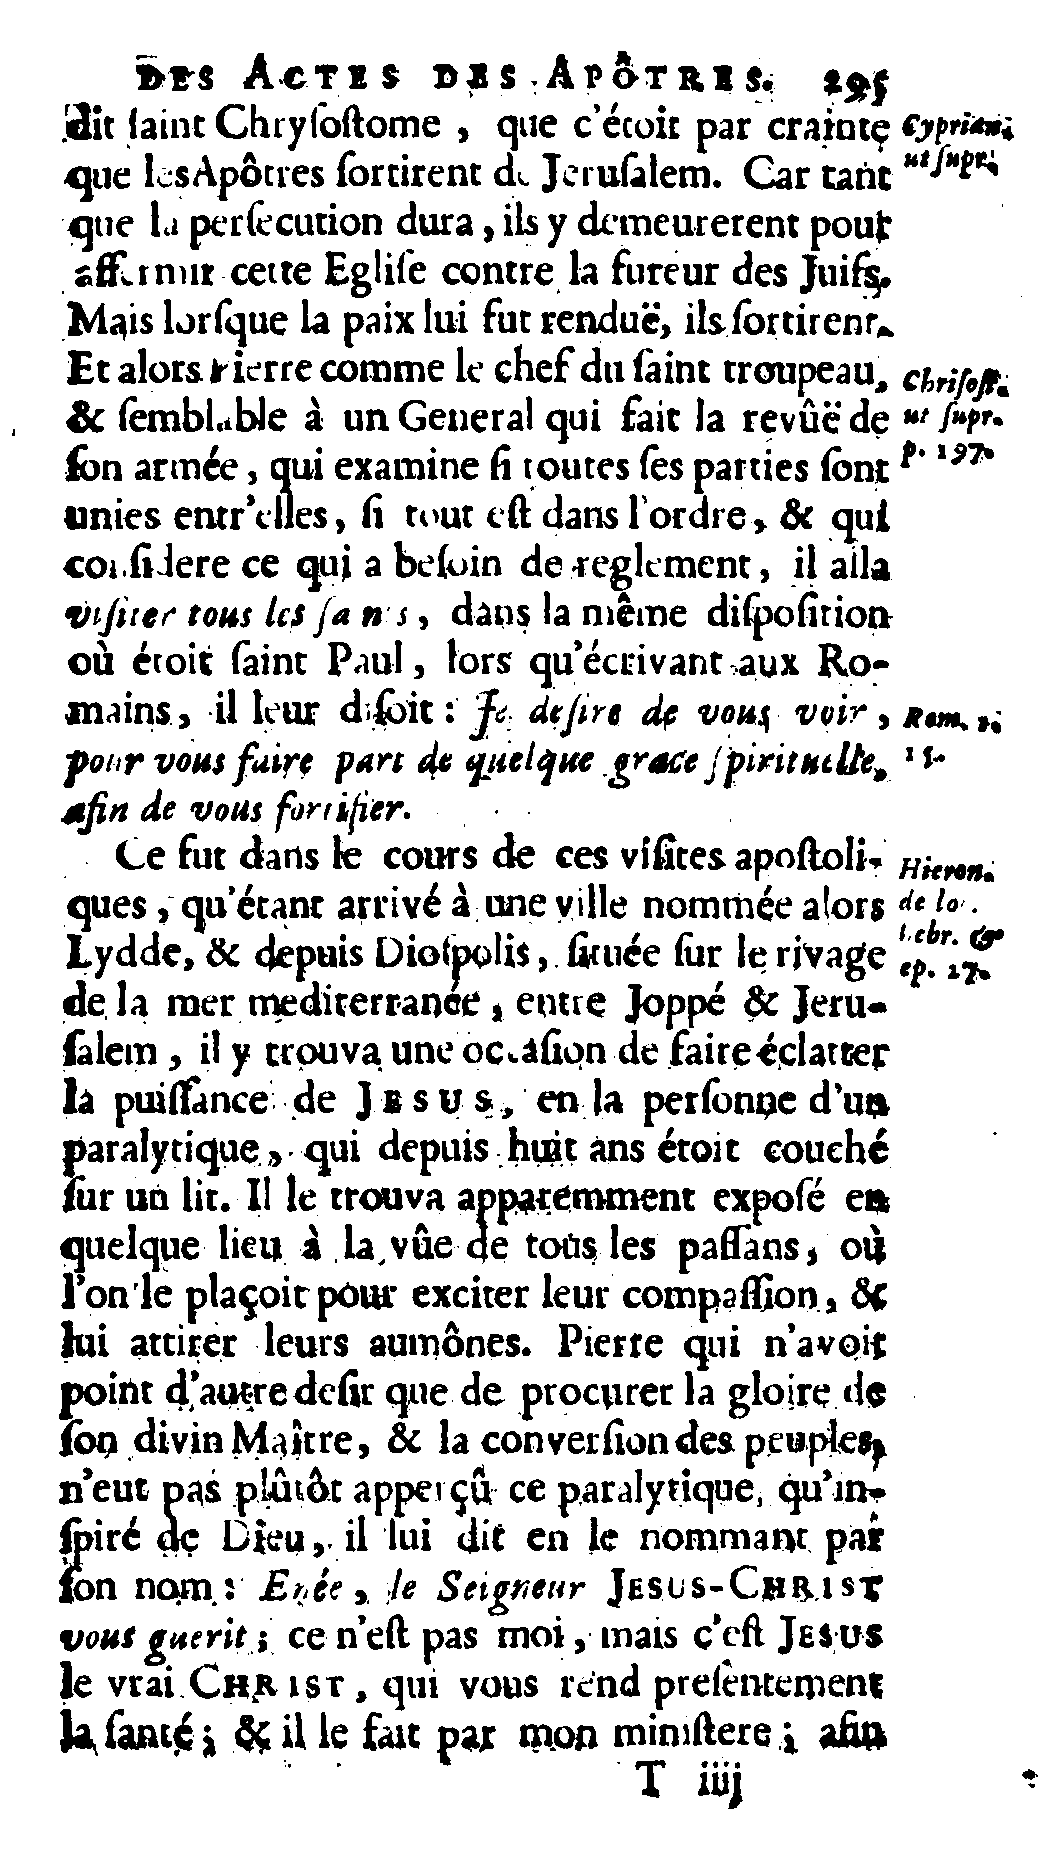 DES ACTES DES APÔTRES. 295
dit ſaint Chryſoſtome, que c'étoit par crainte
que les Apôtres ſortirent de Jeruſalem. Car tant
que la perſecution dura, ils y demeurerent pour
affermir cette Egliſe contre la fureur des Juifs.
Mais lorſque la paix lui fut renduë, ils ſortirent.
Et alors Pierre comme le chef du ſaint troupeau,
& ſemblable à un General qui fait la revûë de
ſon armée, qui examine ſi toutes ſes parties ſont
unies entr'elles, ſi tout eſt dans l'ordre, & qui
conſidere ce qui a beſoin de reglement, il alla
viſiter tous les ſaints, dans la même diſpoſition
où étoit ſaint Paul, lors qu'écrivant aux Ro-
mains, il leur diſoit : Je deſire de vous voir,
pour vous faire part de quelque grace ſpirituelle,
afin de vous fortifier.
Ce fut dans le cours de ces viſites apoſtoli-
ques, qu'étant arrivé à une ville nommée alors
Lydde, & depuis Dioſpolis, ſituée ſur le rivage
de la mer mediterranée, entre Joppé & Jeru-
ſalem, il y trouva une occaſion de faire éclatter
la puiſſance de JESUS, en la perſonne d'un
paralytique, qui depuis huit ans étoit couché
ſur un lit. Il le trouva apparemment expoſé en
quelque lieu à la vûe de tous les paſſans, où
l'on le plaçoit pour exciter leur compaſſion, &
lui attirer leurs aumônes. Pierre qui n'avoit
point d'autre deſir que de procurer la gloire de
ſon divin Maître, & la converſion des peuples,
n'eut pas plûtôt apperçû ce paralytique, qu'in-
ſpiré de Dieu, il lui dit en le nommant par
ſon nom : Enée, le Seigneur JESUS-CHRIST
vous guerit ; ce n'eſt pas moi, mais c'eſt JESUS
le vrai CHRIST, qui vous rend preſentement
la ſanté ; & il le fait par mon miniſtere ; afin
T iiij
Cyprian.
ut ſupr.
Chriſoſt.
ut ſupr.
p. 197.
Rom. 1.
11.
Hieron.
de lo.
Hebr. &
ep. 27.